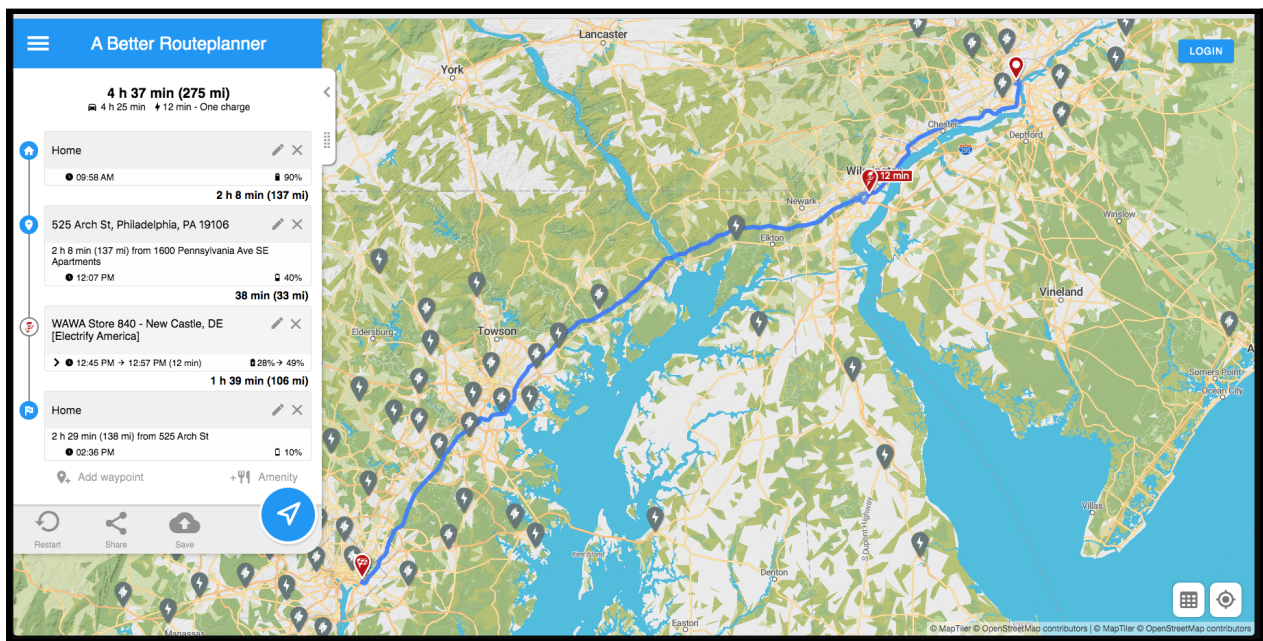 A Better Routeplanner
4 h 37 min (275 mi)
4 h 25 min 12 min - One charge
Home
09:58 AM 90%
2 h 8 min (137 mi)
525 Arch St, Philadelphia, PA 19106
2 h 8 min (137 mi) from 1600 Pennsylvania Ave SE
Apartments
12:07 PM 40%
38 min (33 mi)
WAWA Store 840 - New Castle, DE
[Electrify America]
12:45 PM → 12:57 PM (12 min) 28%→ 49%
1 h 39 min (106 mi)
Home
2 h 29 min (138 mi) from 525 Arch St
02:36 PM 10%
Add waypoint
+ Amenity
Restart
Share
Save
LOGIN
Lancaster
York
Chester
Deptford
12 min
Newark
Elkton
Winslow
Vineland
Eldersburg
Towson
Somers Point
Ocean City
Villas
S Dupont Highway
Kent Island
Denton
Easton
Manassas
© MapTiler © OpenStreetMap contributors | © MapTiler © OpenStreetMap contributors